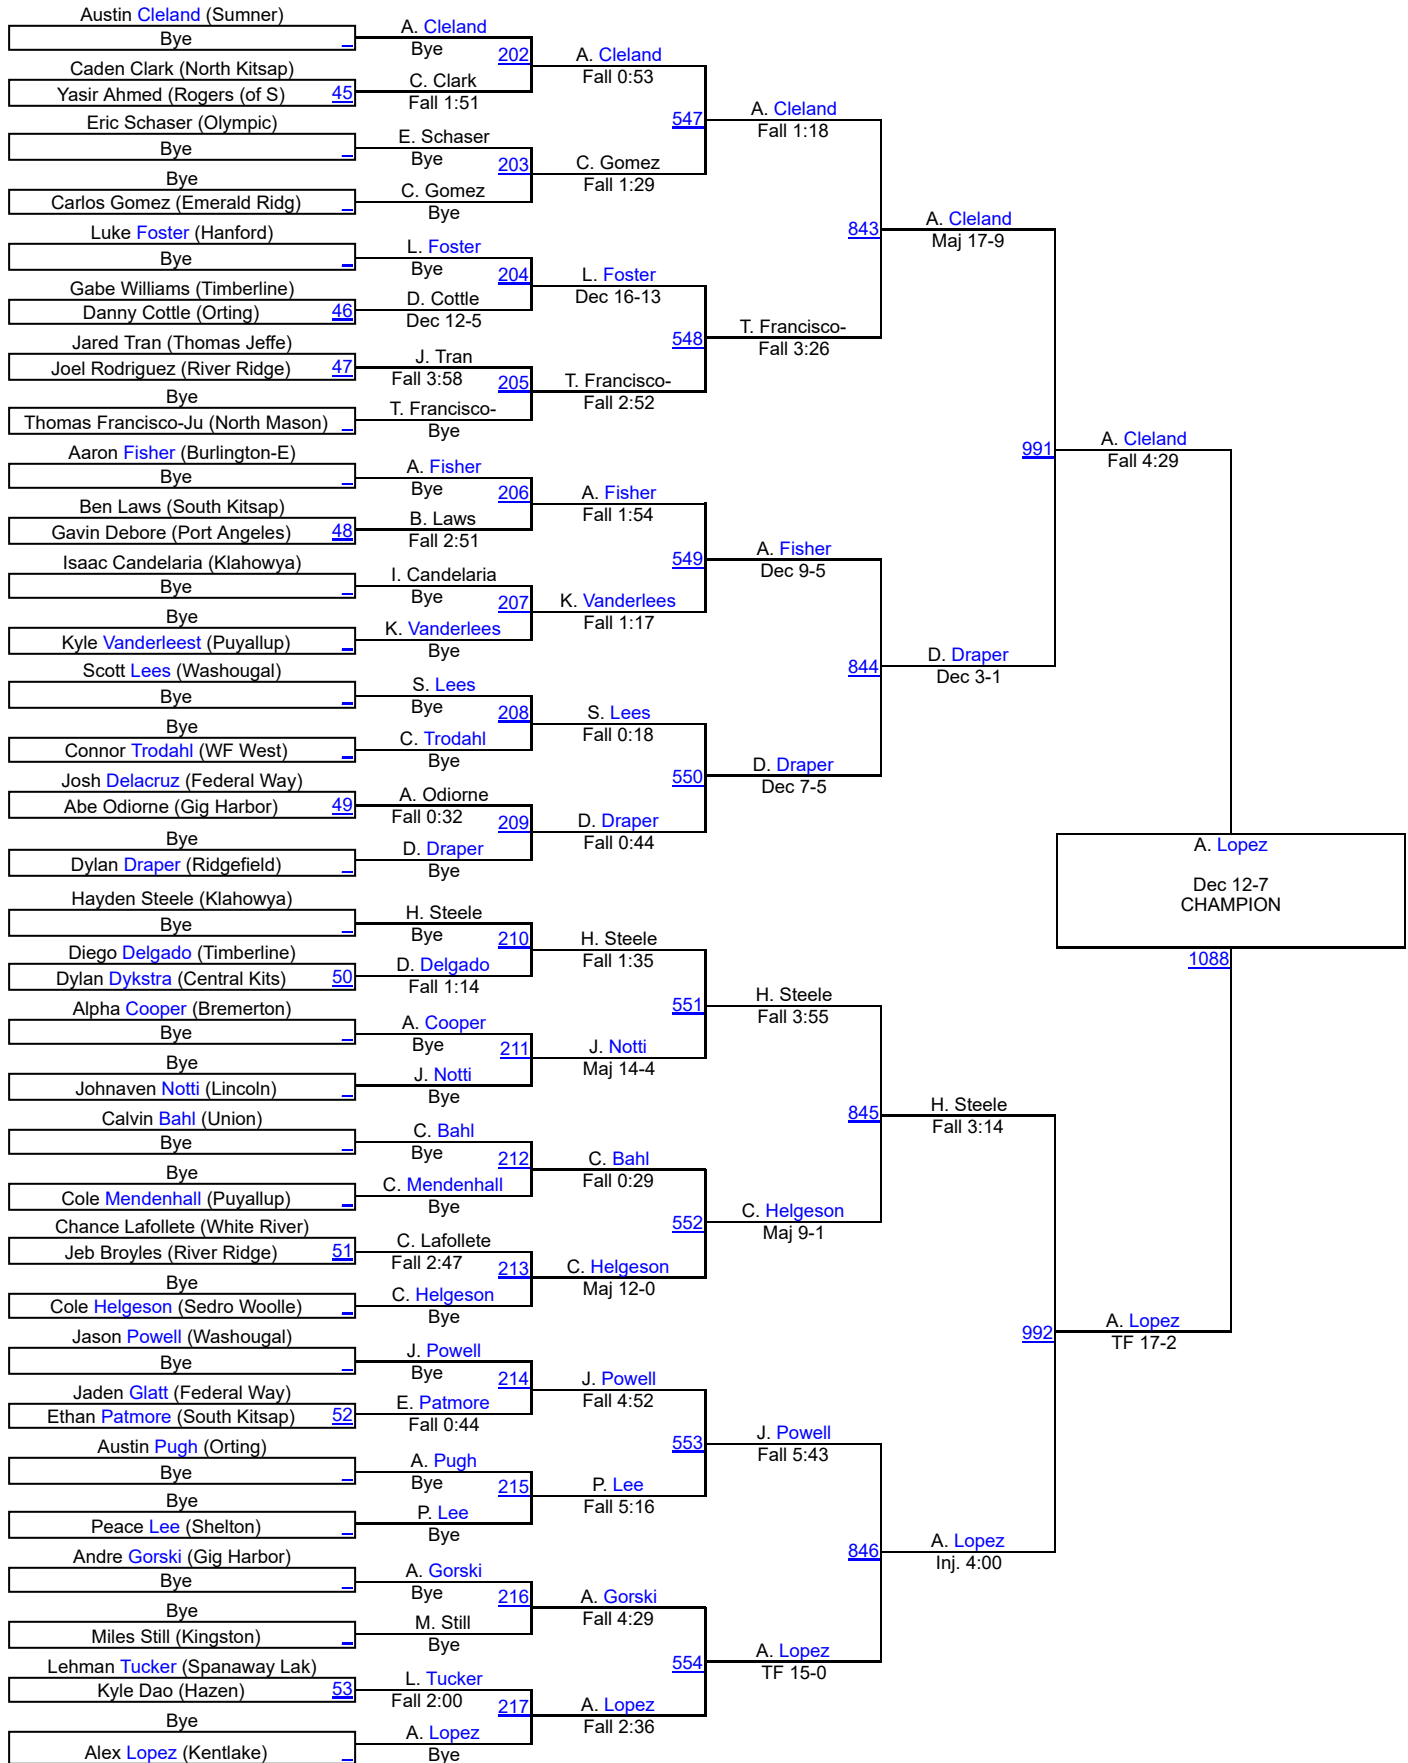 Austin Cleland (Sumner)
Bye
Caden Clark (North Kitsap)
Yasir Ahmed (Rogers (of S) 45
Eric Schaser (Olympic)
Bye
Bye
Carlos Gomez (Emerald Ridg)
Luke Foster (Hanford)
Bye
Gabe Williams (Timberline)
Danny Cottle (Orting) 46
Jared Tran (Thomas Jeffe)
Joel Rodriguez (River Ridge) 47
Bye
Thomas Francisco-Ju (North Mason)
Aaron Fisher (Burlington-E)
Bye
Ben Laws (South Kitsap)
Gavin Debore (Port Angeles) 48
Isaac Candelaria (Klahowya)
Bye
Bye
Kyle Vanderleest (Puyallup)
Scott Lees (Washougal)
Bye
Bye
Connor Trodahl (WF West)
Josh Delacruz (Federal Way)
Abe Odiorne (Gig Harbor) 49
Bye
Dylan Draper (Ridgefield)
Hayden Steele (Klahowya)
Bye
Diego Delgado (Timberline)
Dylan Dykstra (Central Kits) 50
Alpha Cooper (Bremerton)
Bye
Bye
Johnaven Notti (Lincoln)
Calvin Bahl (Union)
Bye
Bye
Cole Mendenhall (Puyallup)
Chance Lafollete (White River)
Jeb Broyles (River Ridge) 51
Bye
Cole Helgeson (Sedro Woolle)
Jason Powell (Washougal)
Bye
Jaden Glatt (Federal Way)
Ethan Patmore (South Kitsap) 52
Austin Pugh (Orting)
Bye
Bye
Peace Lee (Shelton)
Andre Gorski (Gig Harbor)
Bye
Bye
Miles Still (Kingston)
Lehman Tucker (Spanaway Lak)
Kyle Dao (Hazen) 53
Bye
Alex Lopez (Kentlake)
A. Cleland
Bye
202
C. Clark
Fall 1:51
E. Schaser
Bye
203
C. Gomez
Bye
L. Foster
Bye
204
D. Cottle
Dec 12-5
J. Tran
Fall 3:58
205
T. Francisco-
Bye
A. Fisher
Bye
206
B. Laws
Fall 2:51
I. Candelaria
Bye
207
K. Vanderlees
Bye
S. Lees
Bye
208
C. Trodahl
Bye
A. Odiorne
Fall 0:32
209
D. Draper
Bye
H. Steele
Bye
210
D. Delgado
Fall 1:14
A. Cooper
Bye
211
J. Notti
Bye
C. Bahl
Bye
212
C. Mendenhall
Bye
C. Lafollete
Fall 2:47
213
C. Helgeson
Bye
J. Powell
Bye
214
E. Patmore
Fall 0:44
A. Pugh
Bye
215
P. Lee
Bye
A. Gorski
Bye
216
M. Still
Bye
L. Tucker
Fall 2:00
217
A. Lopez
Bye
A. Cleland
Fall 0:53
547
C. Gomez
Fall 1:29
L. Foster
Dec 16-13
548
T. Francisco-
Fall 2:52
A. Fisher
Fall 1:54
549
K. Vanderlees
Fall 1:17
S. Lees
Fall 0:18
550
D. Draper
Fall 0:44
H. Steele
Fall 1:35
551
J. Notti
Maj 14-4
C. Bahl
Fall 0:29
552
C. Helgeson
Maj 12-0
J. Powell
Fall 4:52
553
P. Lee
Fall 5:16
A. Gorski
Fall 4:29
554
A. Lopez
Fall 2:36
A. Cleland
Fall 1:18
843
T. Francisco-
Fall 3:26
A. Fisher
Dec 9-5
844
D. Draper
Dec 7-5
H. Steele
Fall 3:55
845
C. Helgeson
Maj 9-1
J. Powell
Fall 5:43
846
A. Lopez
TF 15-0
A. Cleland
Maj 17-9
991
D. Draper
Dec 3-1
H. Steele
Fall 3:14
992
A. Lopez
Inj. 4:00
A. Cleland
Fall 4:29
A. Lopez
TF 17-2
A. Lopez
Dec 12-7
CHAMPION
1088